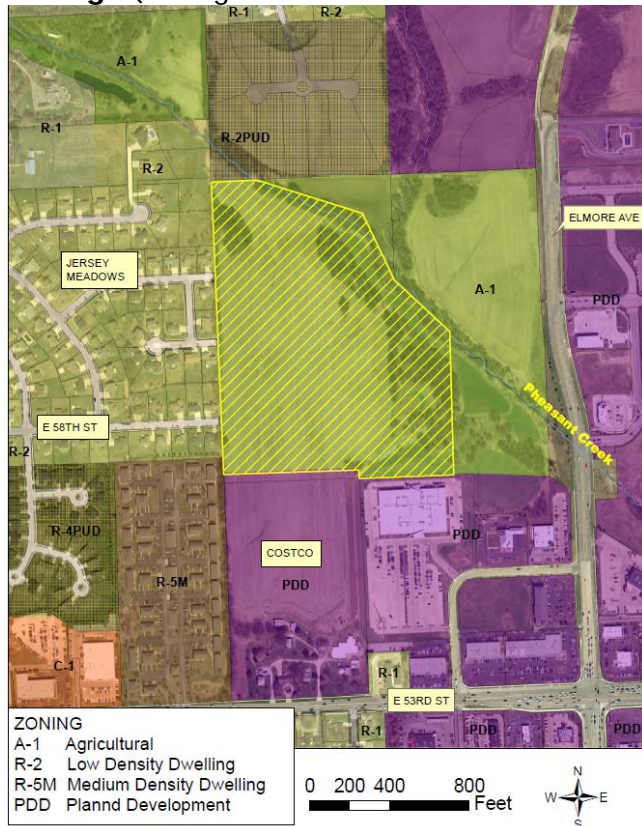 R-1
R-2
A-1
R-1
R-2PUD
R-2
ELMORE AVE
JERSEY
MEADOWS
A-1
PDD
Pheasant Creek
E 58TH ST
R-2
R-4PUD
PDD
COSTCO
PDD
R-5M
R-1
C-1
E 53RD ST
R-1
PDD
PDD
ZONING
A-1 Agricultural
R-2 Low Density Dwelling
R-5M Medium Density Dwelling
PDD Plannd Development
0 200 400 800
Feet
N
W E
S